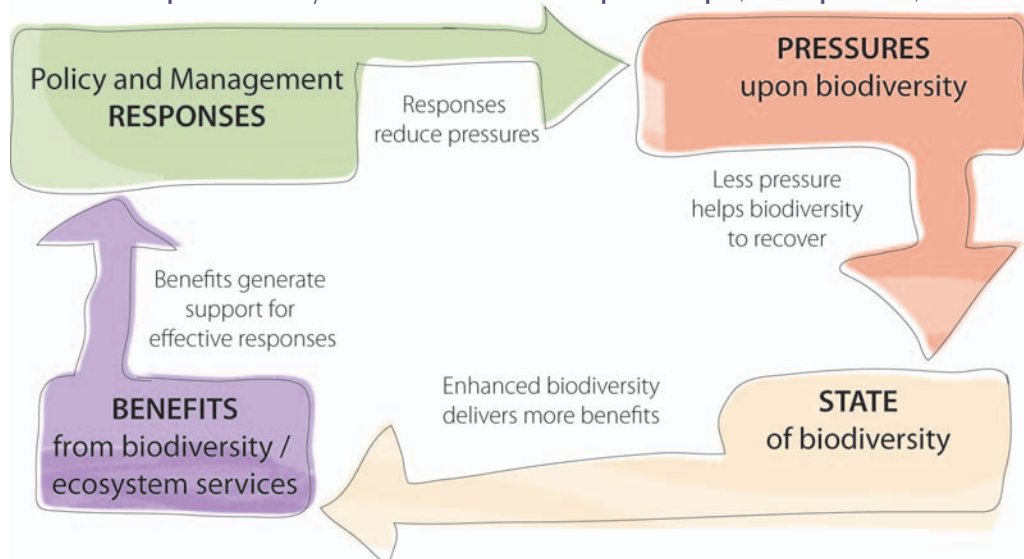 Policy and Management
RESPONSES
Responses
reduce pressures
PRESSURES
upon biodiversity
Less pressure
helps biodiversity
to recover
STATE
of biodiversity
Enhanced biodiversity
delivers more benefits
BENEFITS
from biodiversity /
ecosystem services
Benefits generate
support for
effective responses